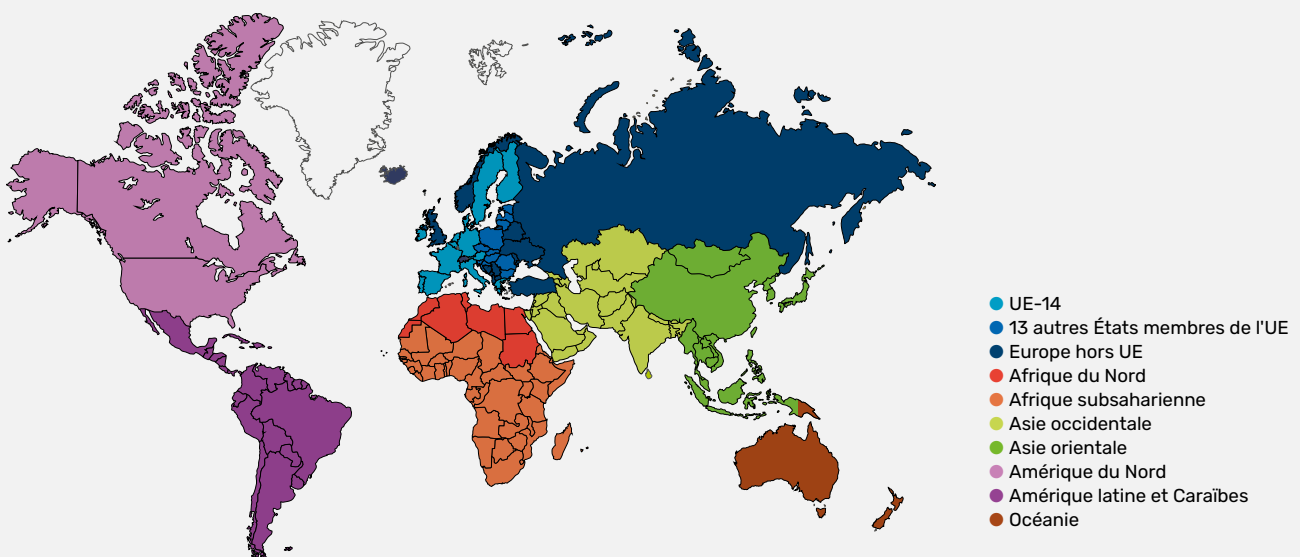 UE-14
13 autres États membres de l'UE
Europe hors UE
Afrique du Nord
Afrique subsaharienne
Asie occidentale
Asie orientale
Amérique du Nord
Amérique latine et Caraïbes
Océanie